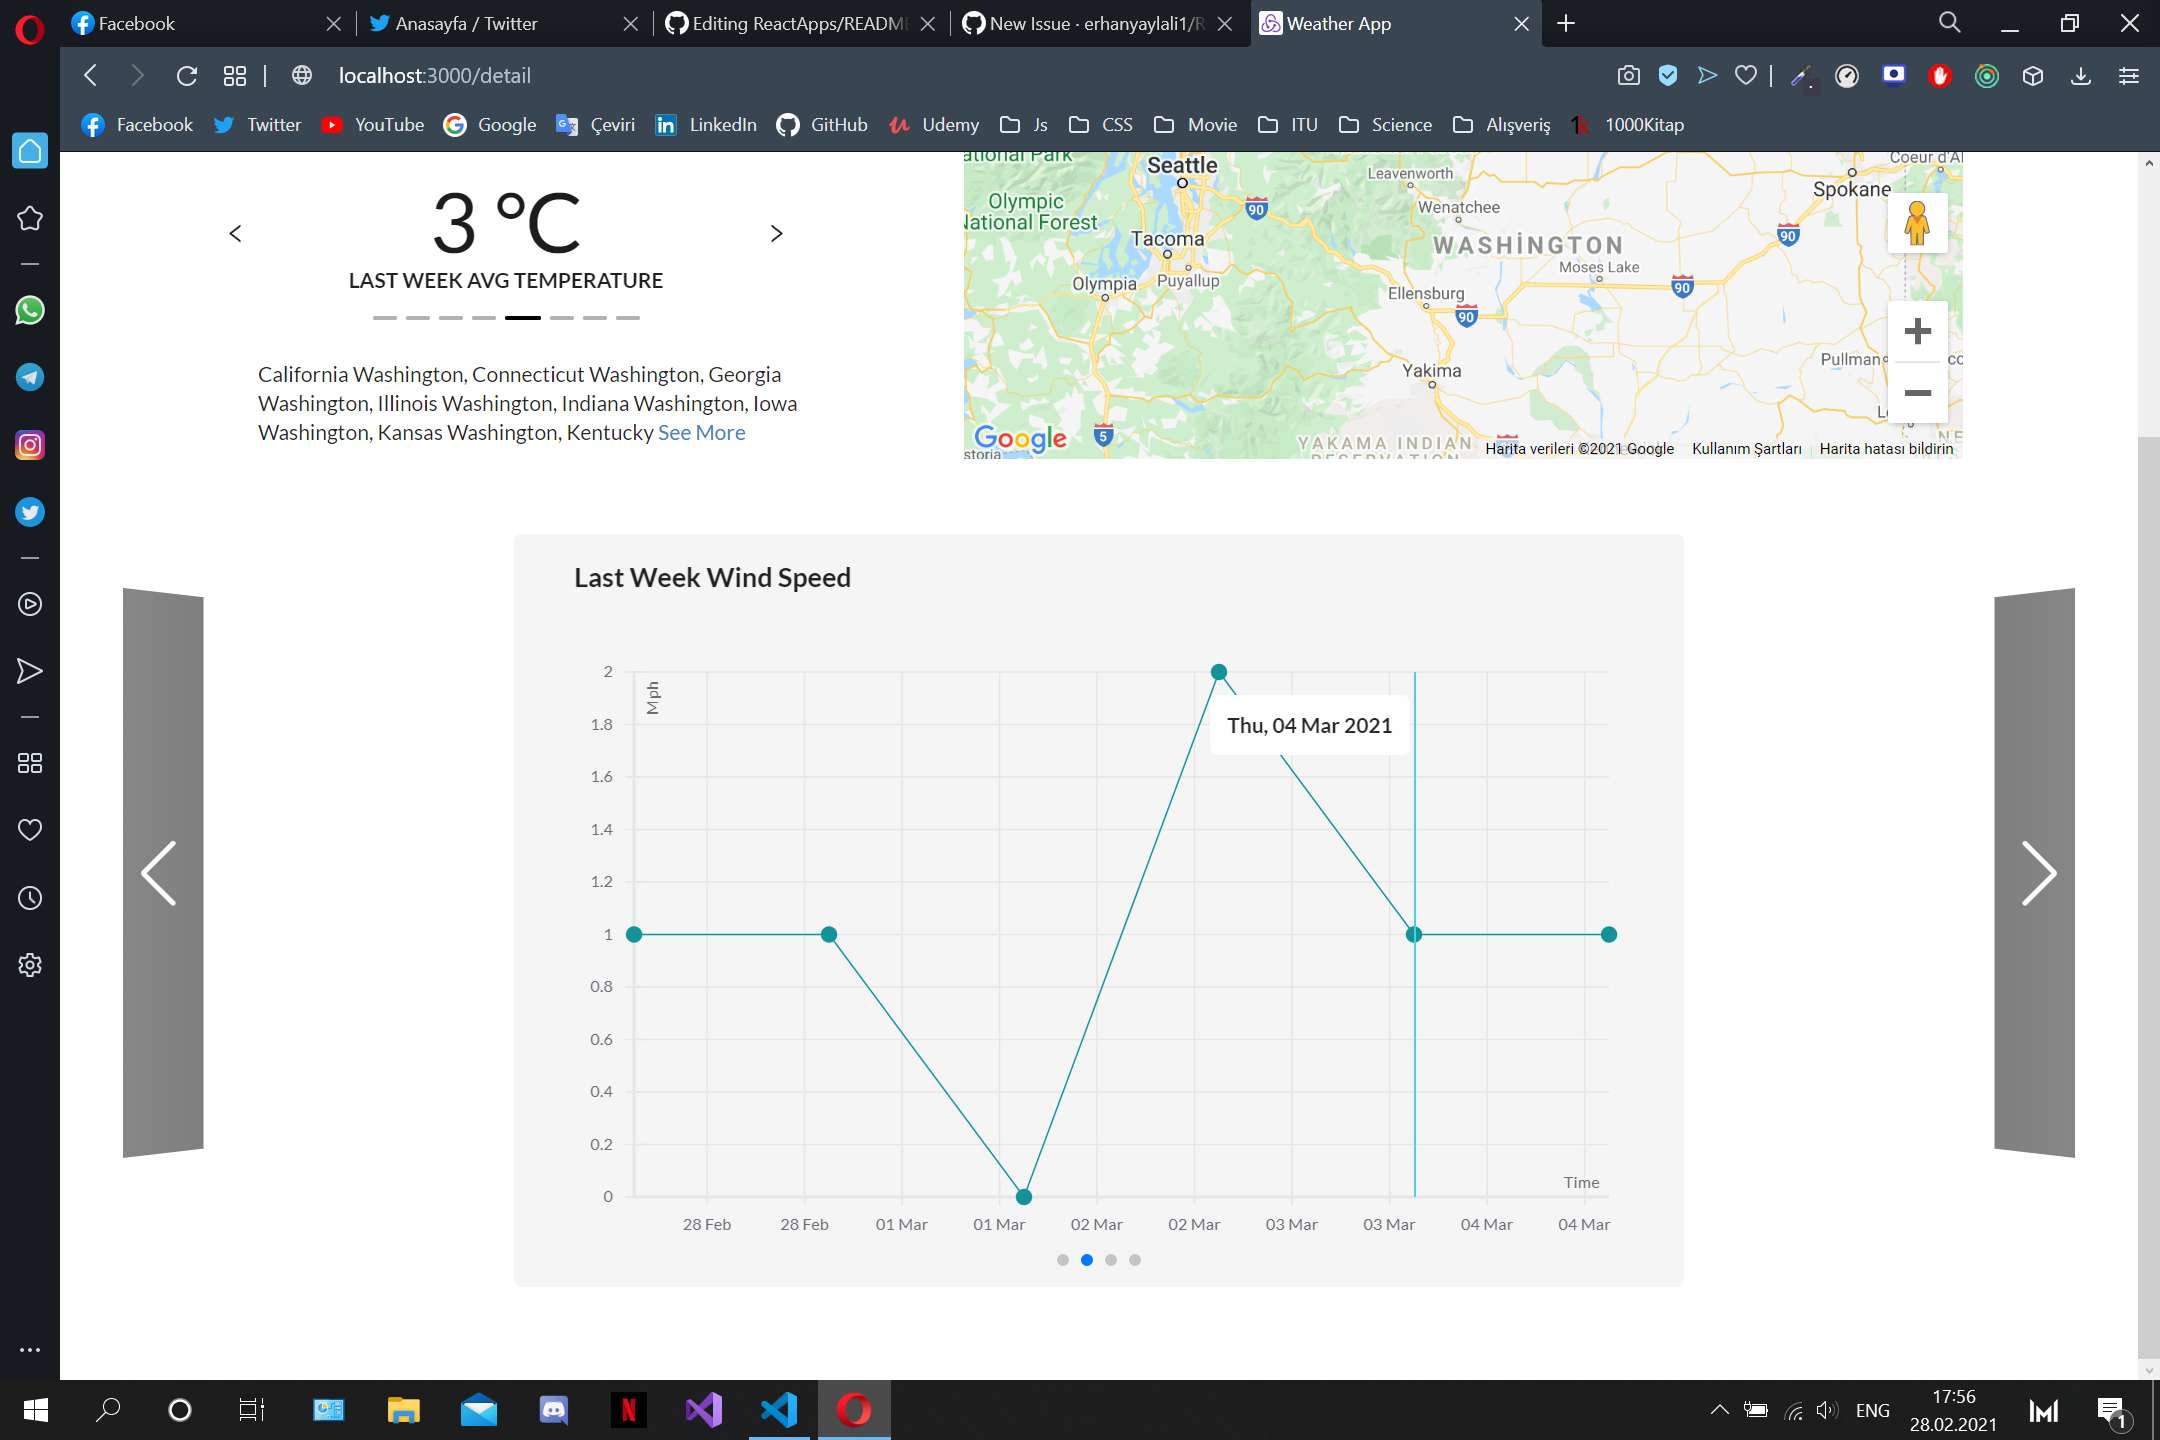 Facebook
Anasayfa / Twitter
Editing ReactApps/READM
New Issue · erhanyaylali1/R
Weather App
localhost:3000/detail
Facebook
Twitter
YouTube
Google
Çeviri
LinkedIn
GitHub
Udemy
Js
CSS
Movie
ITU
Science
Alışveriş
1000Kitap
3 °C
LAST WEEK AVG TEMPERATURE
California Washington, Connecticut Washington, Georgia
Washington, Illinois Washington, Indiana Washington, Iowa
Washington, Kansas Washington, Kentucky See More
ational Park
Seattle
Olympic
National Forest
Tacoma
Puyallup
Olympia
Leavenworth
Wenatchee
WASHİNGTON
Moses Lake
Ellensburg
Yakima
Coeur d'Al
Spokane
Pullman
90
90
90
90
5
YAKAMA INDIAN
RESERVATION
storia
Google
Harita verileri ©2021 Google
Kullanım Şartları
Harita hatası bildirin
Last Week Wind Speed
Mph
2
1.8
1.6
1.4
1.2
1
0.8
0.6
0.4
0.2
0
Thu, 04 Mar 2021
Time
28 Feb
28 Feb
01 Mar
01 Mar
02 Mar
02 Mar
03 Mar
03 Mar
04 Mar
04 Mar
ENG
17:56
28.02.2021
1